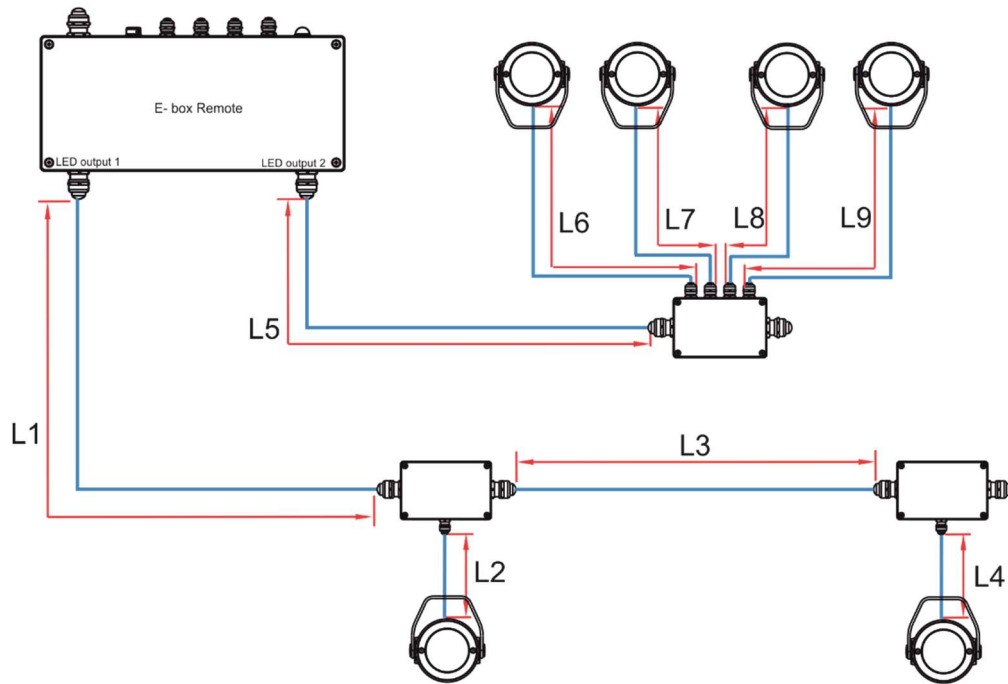 E- box Remote
LED output 1
LED output 2
L6
L7
L8
L9
L5
L1
L3
L2
L4